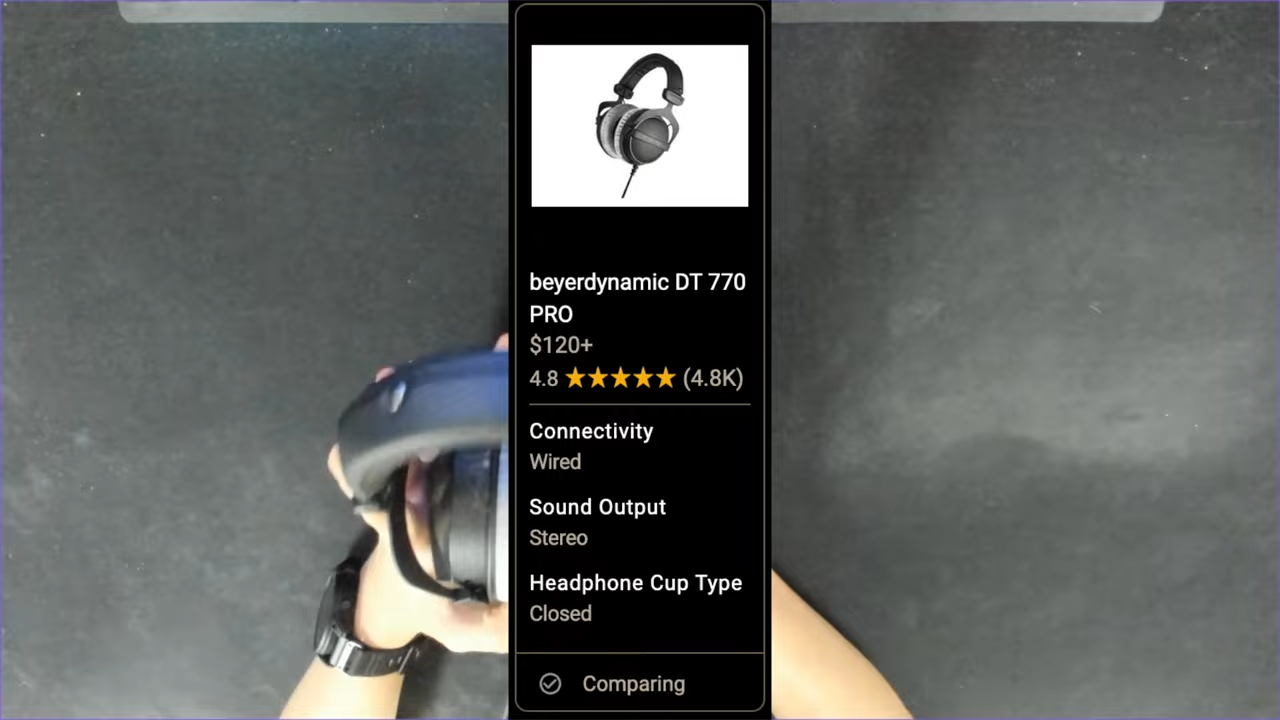 beyerdynamic DT 770
PRO
$120+
4.8 ★★★★★ (4.8K)
Connectivity
Wired
Sound Output
Stereo
Headphone Cup Type
Closed
Comparing